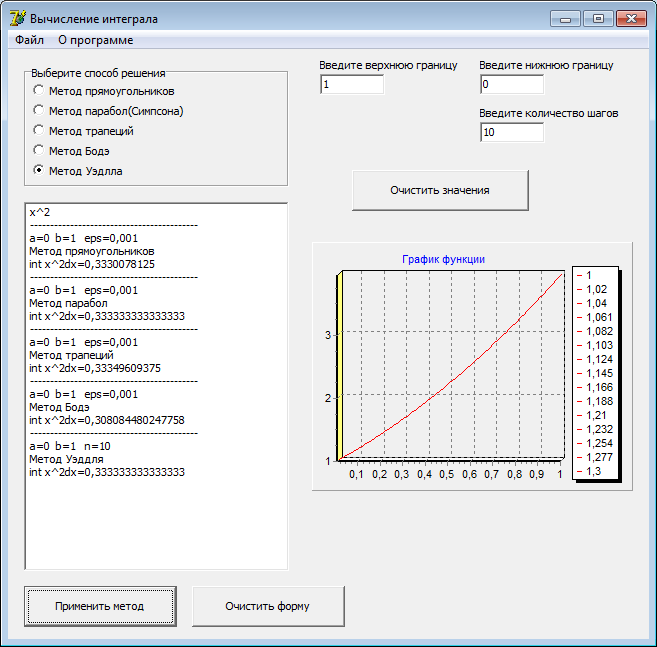 Вычисление интеграла
Файл О программе
Выберите способ решения
Метод прямоугольников
Метод парабол(Симпсона)
Метод трапеций
Метод Бодэ
Метод Уэдлла
Введите верхнюю границу
1
Введите нижнюю границу
0
Введите количество шагов
10
Очистить значения
x^2
------------------------------------------
a=0 b=1 eps=0,001
Метод прямоугольников
int x^2dx=0,3330078125
------------------------------------------
a=0 b=1 eps=0,001
Метод парабол
int x^2dx=0,333333333333333
------------------------------------------
a=0 b=1 eps=0,001
Метод трапеций
int x^2dx=0,33349609375
------------------------------------------
a=0 b=1 eps=0,001
Метод Бодэ
int x^2dx=0,308084480247758
------------------------------------------
a=0 b=1 n=10
Метод Уэддля
int x^2dx=0,333333333333333
График функции
3
2
1
0,1 0,2 0,3 0,4 0,5 0,6 0,7 0,8 0,9 1
1
1,02
1,04
1,061
1,082
1,103
1,124
1,145
1,166
1,188
1,21
1,232
1,254
1,277
1,3
Применить метод
Очистить форму